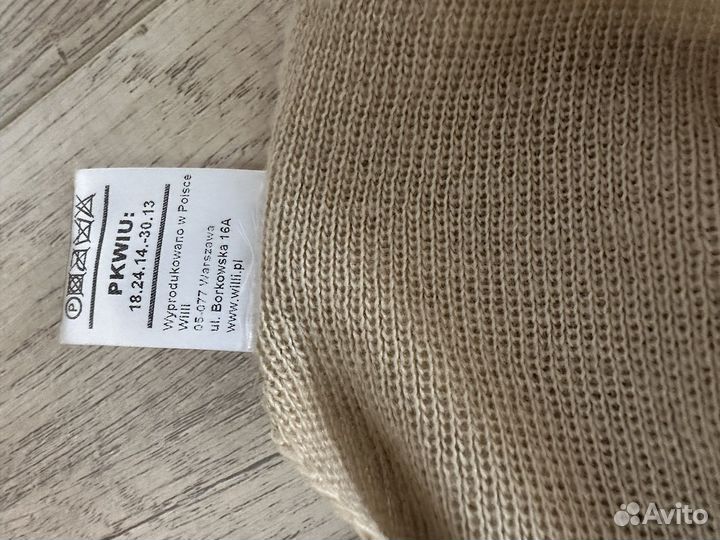 PKWIU:
18.24.14.-30.13
Wyprodukowano w Polsce
Willi
05-077 Warszawa
ul. Borkowska 16A
www.willi.pl
P
Avito